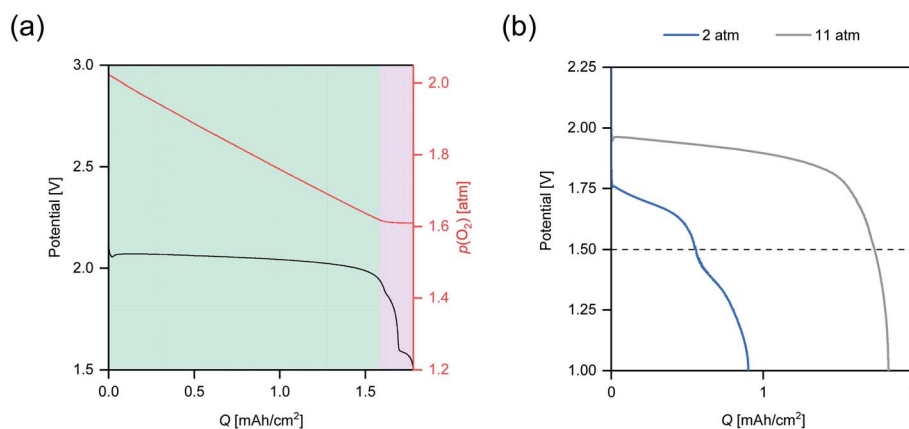 (a)
(b)
2 atm
11 atm
3.0
2.5
2.0
1.5
Potential [V]
2.0
1.8
1.6
1.5
1.4
1.2
p(O₂) [atm]
0.0
0.5
1.0
1.5
Q [mAh/cm²]
2.25
2.00
1.75
1.50
1.25
1.00
Potential [V]
0
1
Q [mAh/cm²]